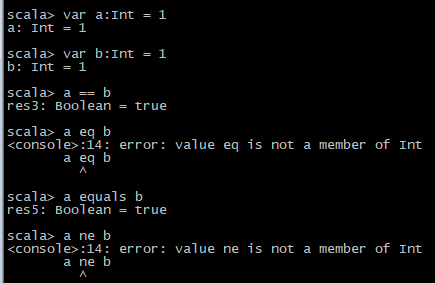 scala> var a:Int = 1
a: Int = 1
scala> var b:Int = 1
b: Int = 1
scala> a == b
res3: Boolean = true
scala> a eq b
<console>:14: error: value eq is not a member of Int
a eq b
^
scala> a equals b
res5: Boolean = true
scala> a ne b
<console>:14: error: value ne is not a member of Int
a ne b
^